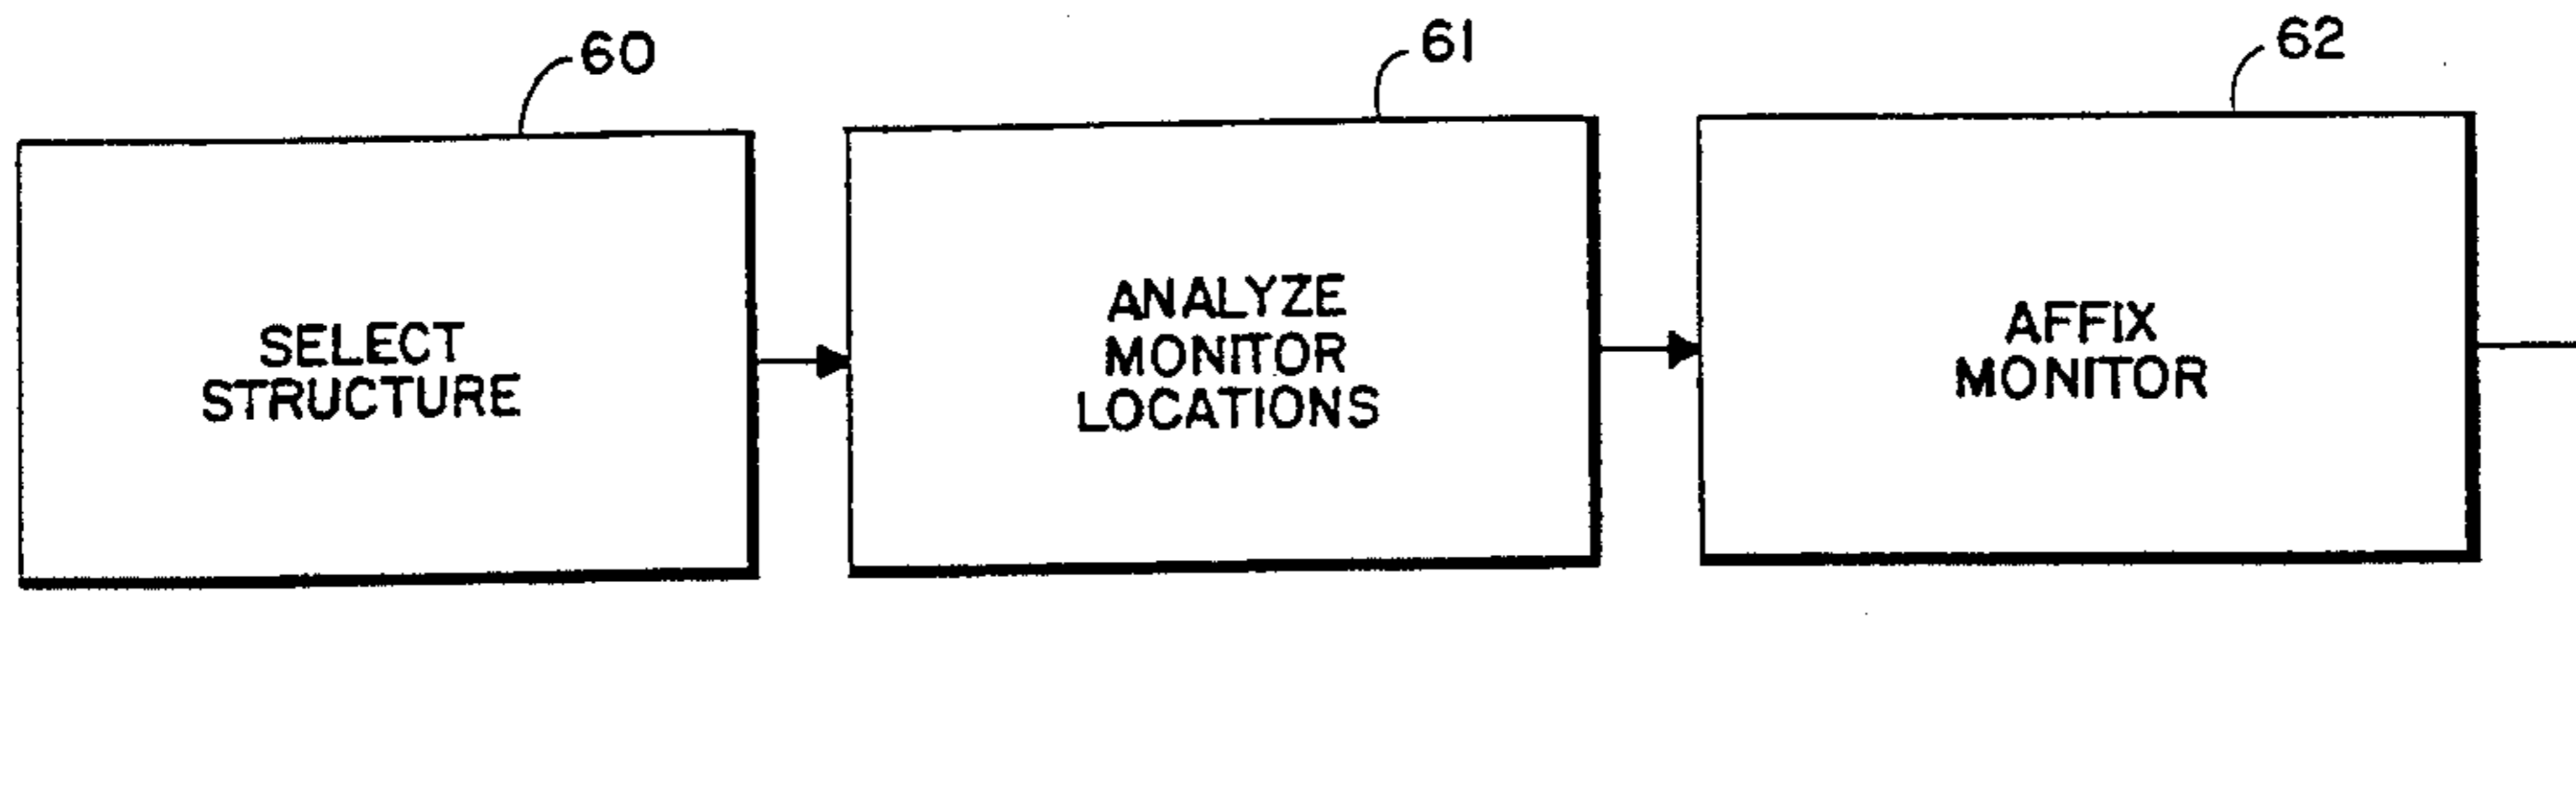 60
61
62
SELECT
STRUCTURE
ANALYZE
MONITOR
LOCATIONS
AFFIX
MONITOR